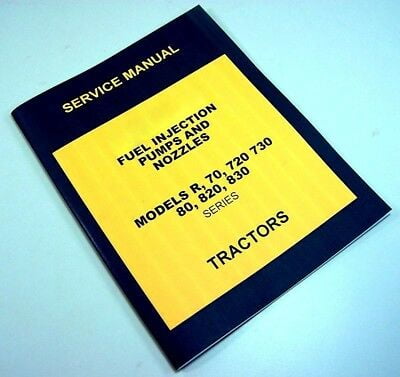 SERVICE MANUAL
FUEL INJECTION
PUMPS AND
NOZZLES
MODELS R, 70, 720 730
80, 820, 830
SERIES
TRACTORS